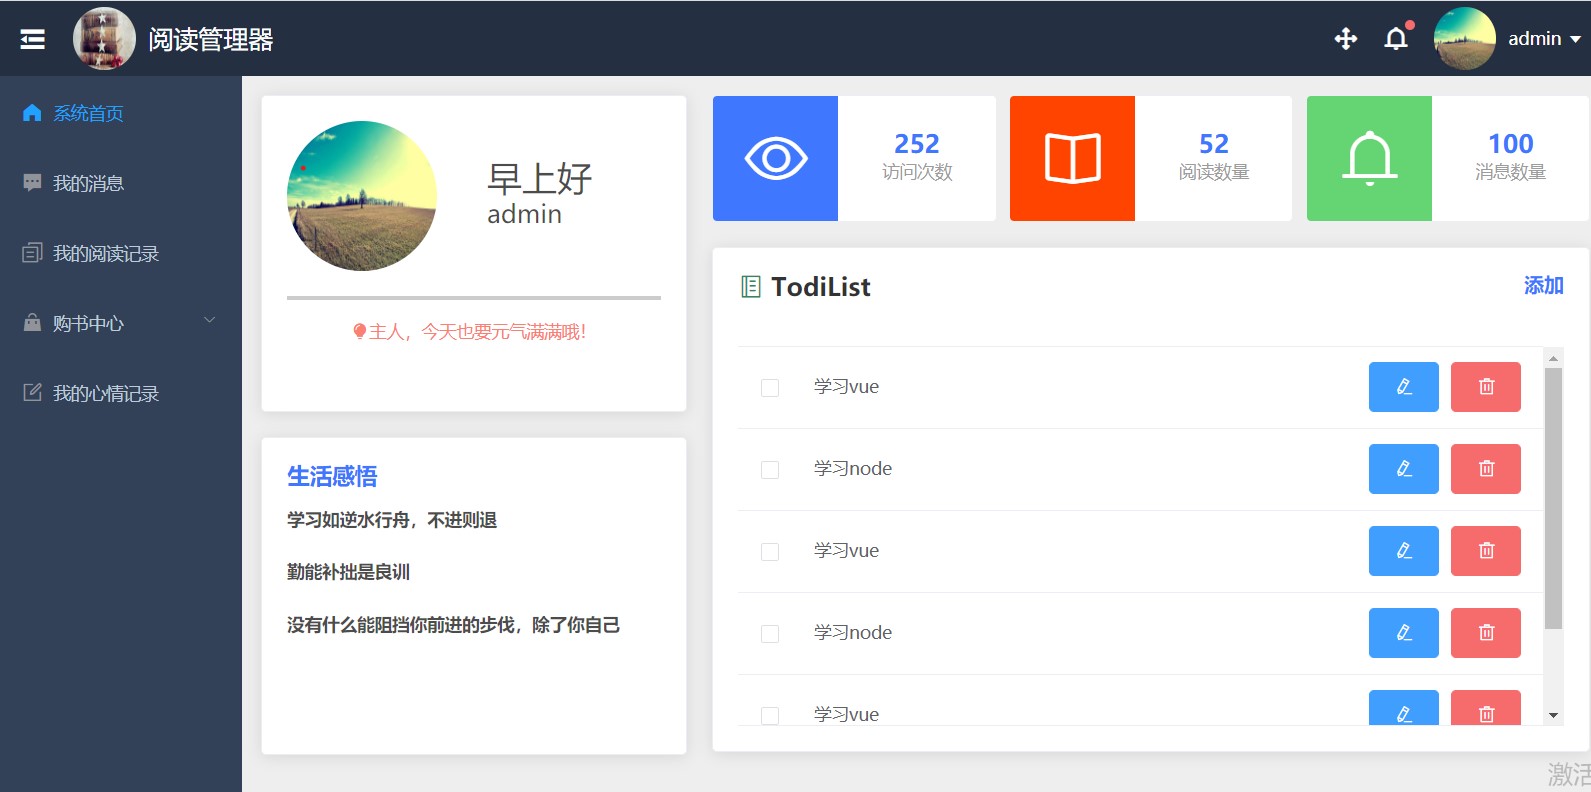 阅读管理器
admin
系统首页
我的消息
我的阅读记录
购书中心
我的心情记录
早上好
admin
主人，今天也要元气满满哦!
生活感悟
学习如逆水行舟，不进则退
勤能补拙是良训
没有什么能阻挡你前进的步伐，除了你自己
252
访问次数
52
阅读数量
100
消息数量
TodiList
添加
学习vue
学习node
学习vue
学习node
学习vue
激活